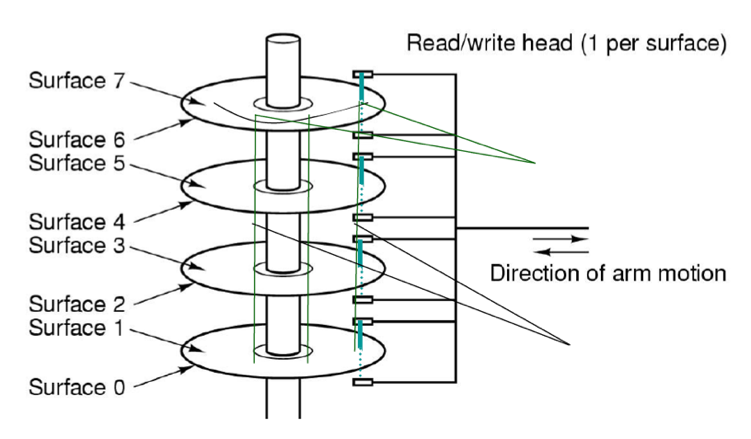 Read/write head (1 per surface)
Surface 7
Surface 6
Surface 5
Surface 4
Surface 3
Direction of arm motion
Surface 2
Surface 1
Surface 0